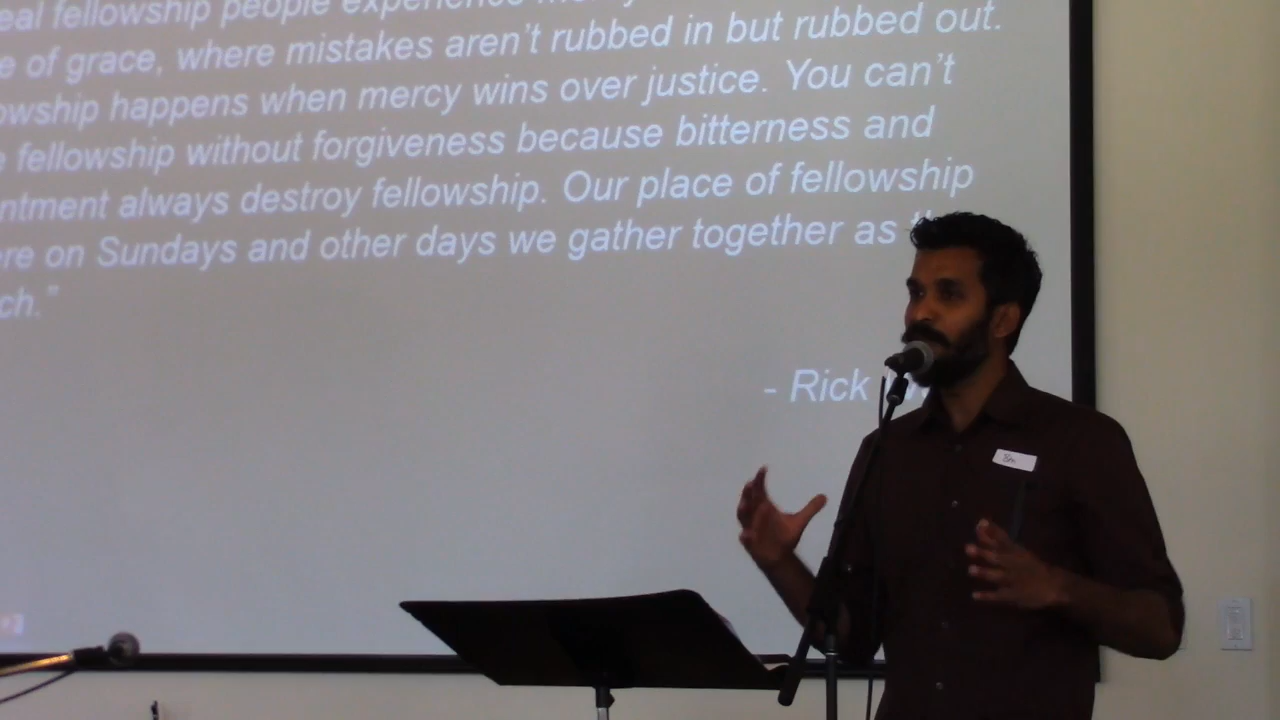 eal fellowship people experience
e of grace, where mistakes aren't rubbed in but rubbed out.
owship happens when mercy wins over justice. You can't
e fellowship without forgiveness because bitterness and
ntment always destroy fellowship. Our place of fellowship
ere on Sundays and other days we gather together as
ch."
- Rick
Ben